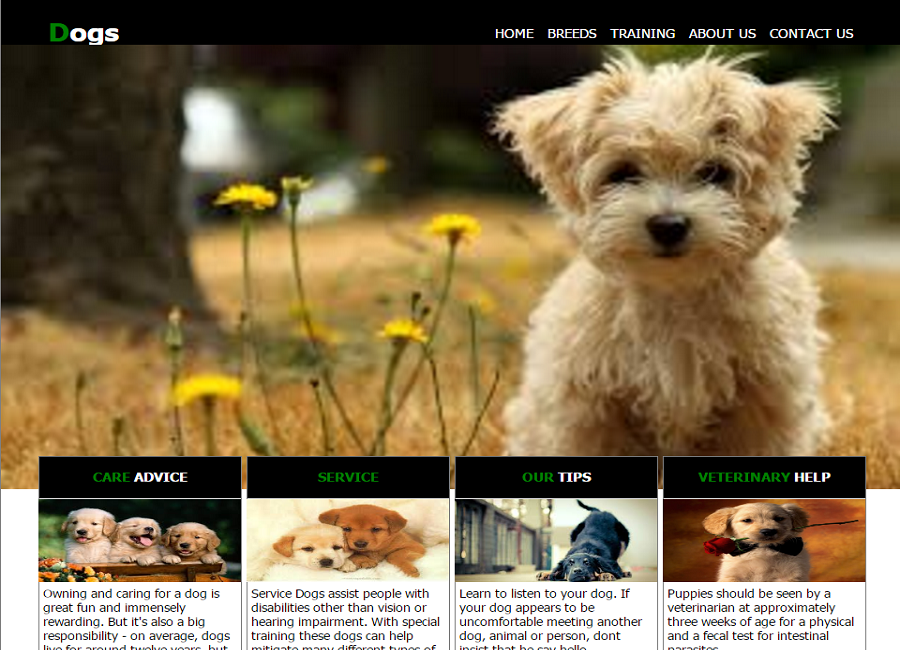 Dogs
HOME BREEDS TRAINING ABOUT US CONTACT US
CARE ADVICE
Owning and caring for a dog is
great fun and immensely
rewarding. But it's also a big
responsibility - on average, dogs
live for around twelve years, but
SERVICE
Service Dogs assist people with
disabilities other than vision or
hearing impairment. With special
training these dogs can help
mitigate many different types of
OUR TIPS
Learn to listen to your dog. If
your dog appears to be
uncomfortable meeting another
dog, animal or person, dont
insist that he say hello.
VETERINARY HELP
Puppies should be seen by a
veterinarian at approximately
three weeks of age for a physical
and a fecal test for intestinal
parasites.